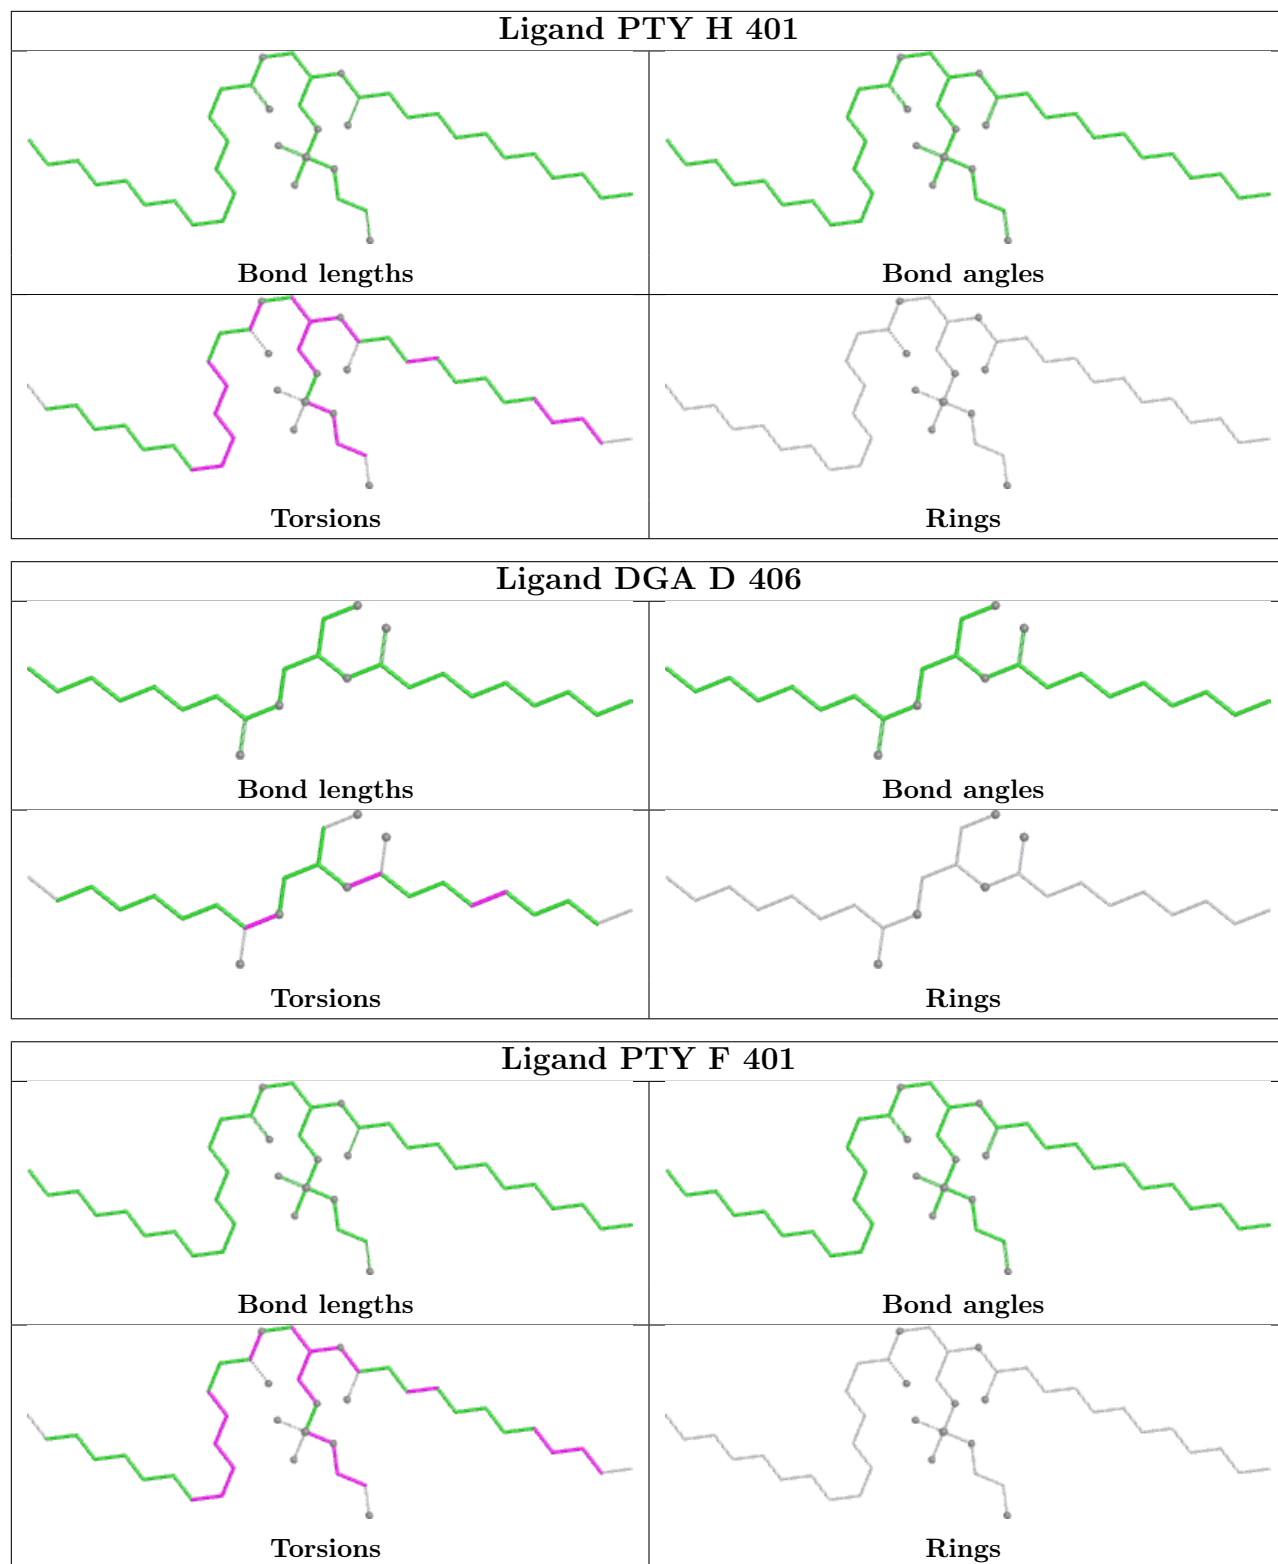 Ligand PTY H 401
Bond lengths
Bond angles
Torsions
Rings
Ligand DGA D 406
Bond lengths
Bond angles
Torsions
Rings
Ligand PTY F 401
Bond lengths
Bond angles
Torsions
Rings